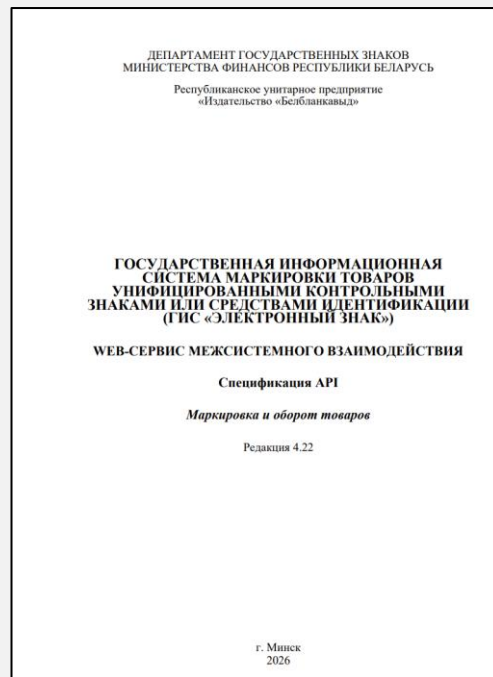 ДЕПАРТАМЕНТ ГОСУДАРСТВЕННЫХ ЗНАКОВ
МИНИСТЕРСТВА ФИНАНСОВ РЕСПУБЛИКИ БЕЛАРУСЬ
Республиканское унитарное предприятие
«Издательство «Белбланкавыд»
ГОСУДАРСТВЕННАЯ ИНФОРМАЦИОННАЯ
СИСТЕМА МАРКИРОВКИ ТОВАРОВ
УНИФИЦИРОВАННЫМИ КОНТРОЛЬНЫМИ
ЗНАКАМИ ИЛИ СРЕДСТВАМИ ИДЕНТИФИКАЦИИ
(ГИС «ЭЛЕКТРОННЫЙ ЗНАК»)
WEB-СЕРВИС МЕЖСИСТЕМНОГО ВЗАИМОДЕЙСТВИЯ
Спецификация API
Маркировка и оборот товаров
Редакция 4.22
г. Минск
2026